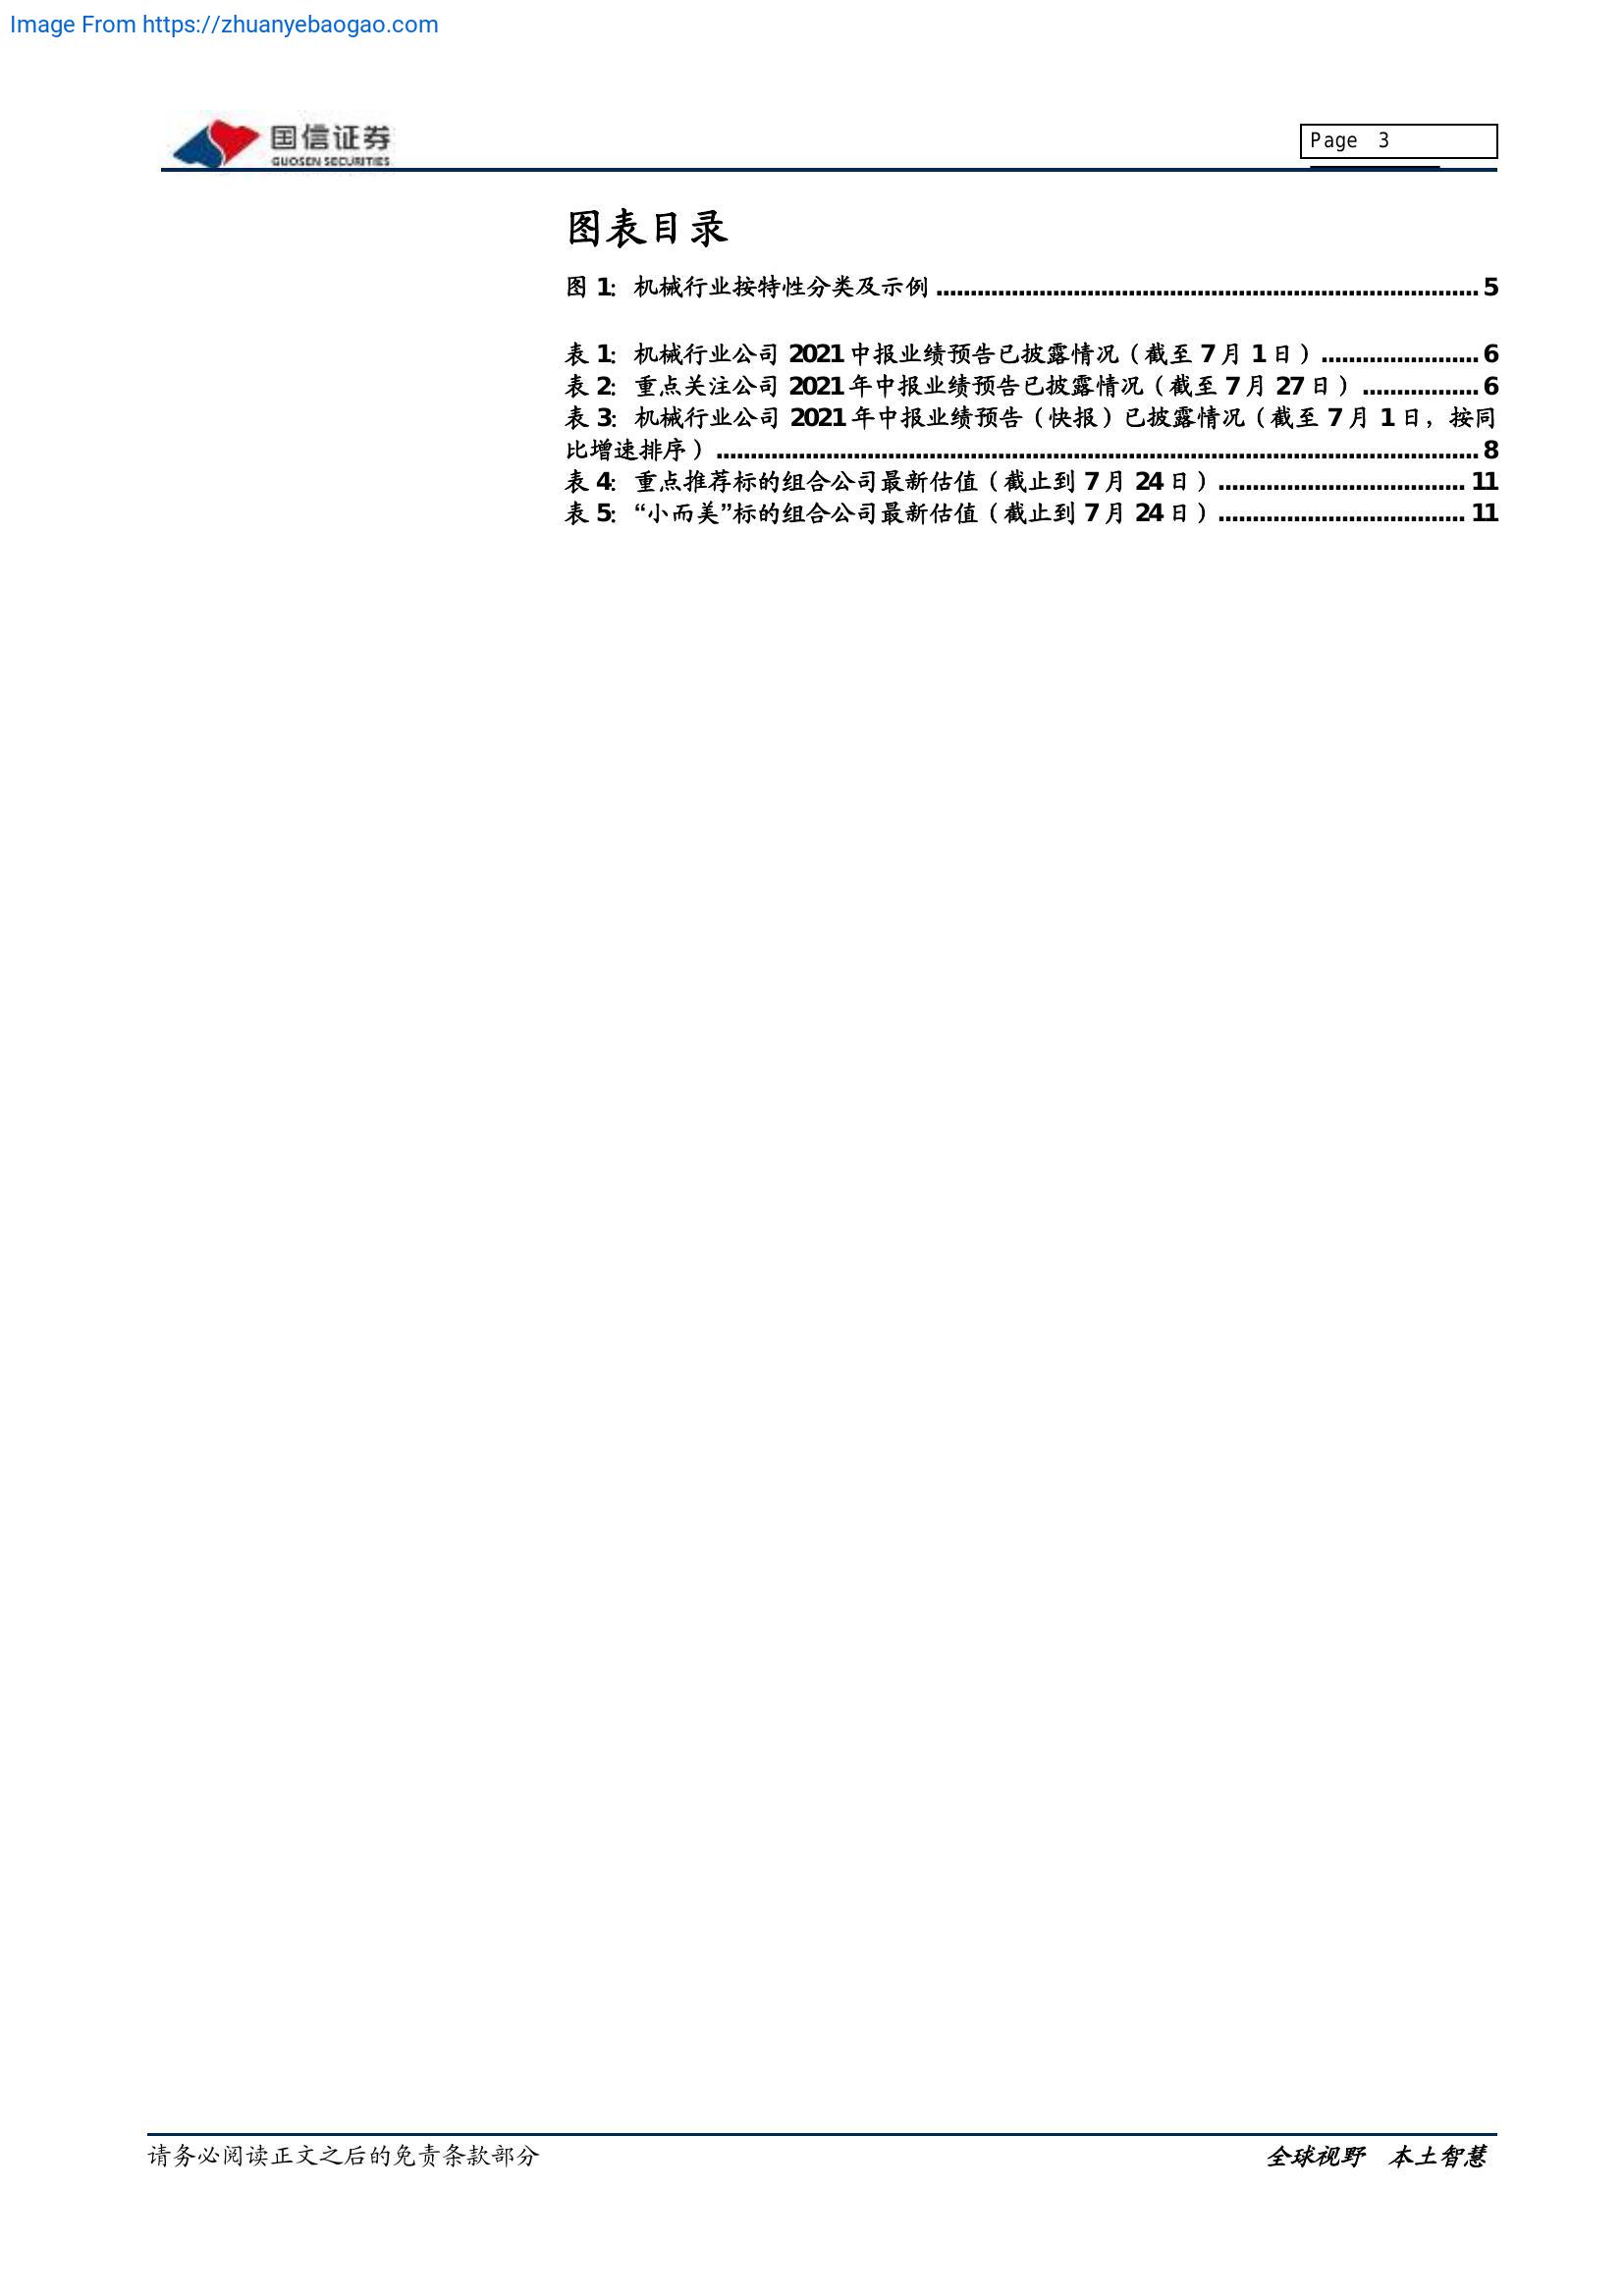 Image From https://zhuanyebaogao.com
国信证券
GUOSEN SECURITIES
Page 3
图表目录
图 1: 机械行业按特性分类及示例 ............................................................................... 5
表 1: 机械行业公司 2021 中报业绩预告已披露情况（截至 7 月 1 日）....................... 6
表 2: 重点关注公司 2021 年中报业绩预告已披露情况（截至 7 月 27 日）................. 6
表 3: 机械行业公司 2021 年中报业绩预告（快报）已披露情况（截至 7 月 1 日，按同
比增速排序）............................................................................................................... 8
表 4: 重点推荐标的组合公司最新估值（截止到 7 月 24 日）.................................... 11
表 5: “小而美”标的组合公司最新估值（截止到 7 月 24 日）.................................... 11
请务必阅读正文之后的免责条款部分
全球视野 本土智慧